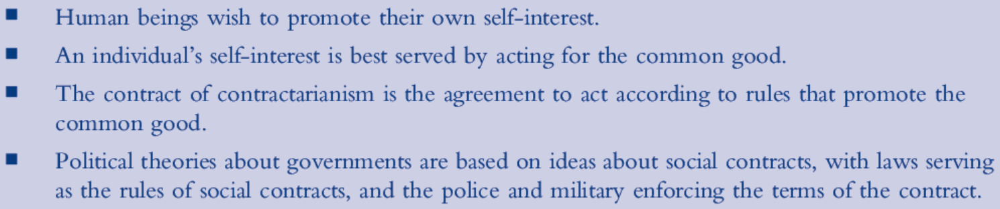 ■ Human beings wish to promote their own self-interest.
■ An individual's self-interest is best served by acting for the common good.
■ The contract of contractarianism is the agreement to act according to rules that promote the
common good.
■ Political theories about governments are based on ideas about social contracts, with laws serving
as the rules of social contracts, and the police and military enforcing the terms of the contract.